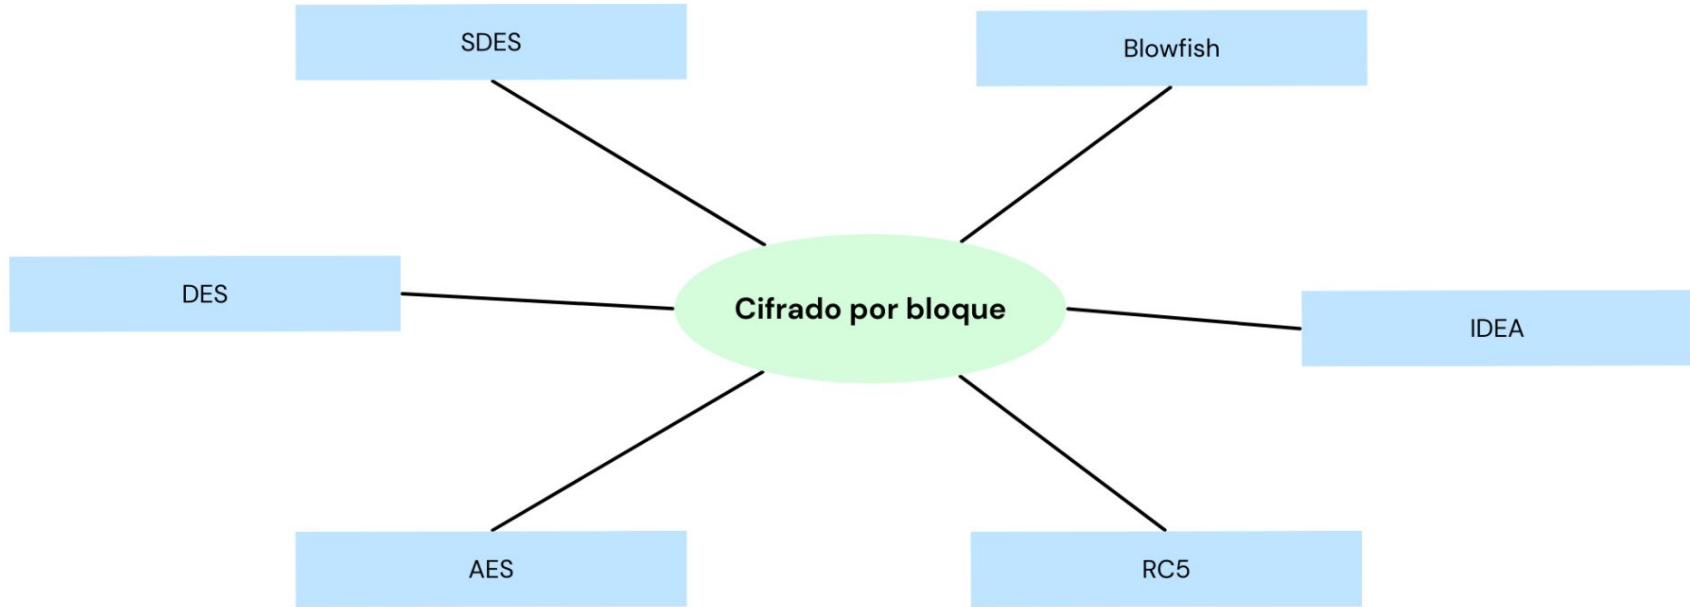 SDES
Blowfish
DES
Cifrado por bloque
IDEA
AES
RC5